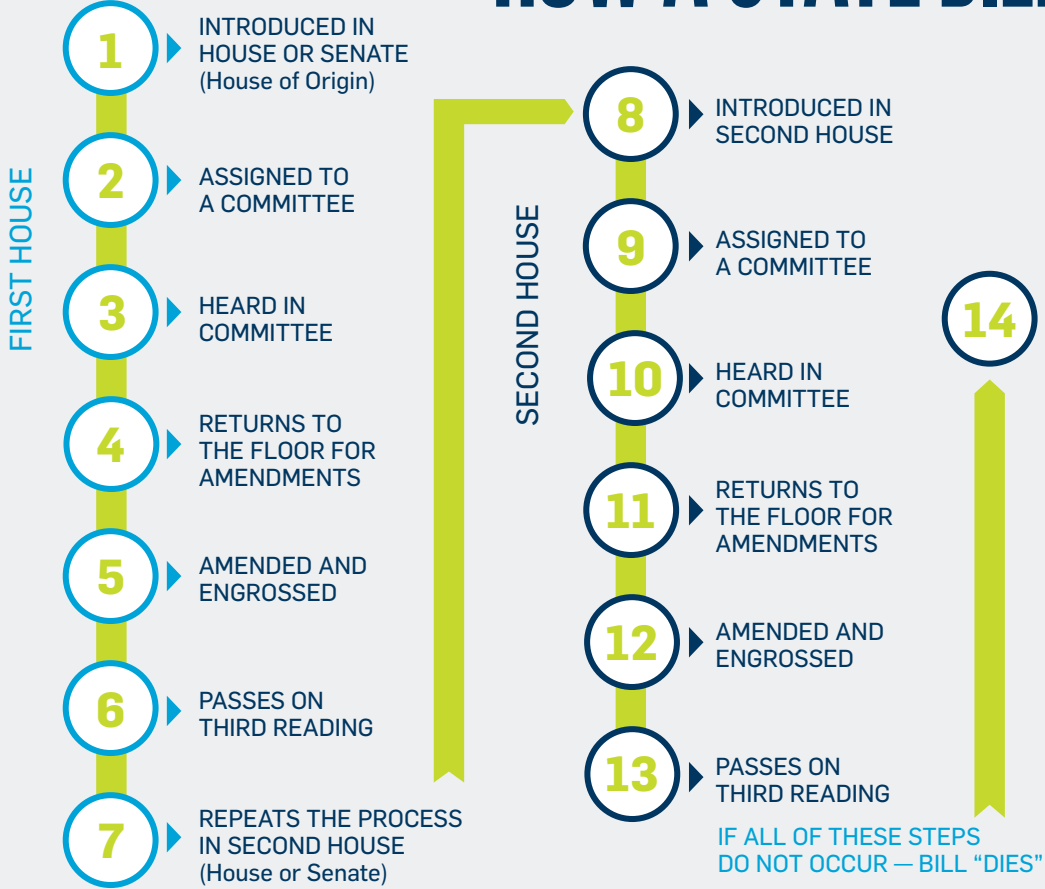 HOW A STATE BILL
FIRST HOUSE
1
INTRODUCED IN
HOUSE OR SENATE
(House of Origin)
2
ASSIGNED TO
A COMMITTEE
3
HEARD IN
COMMITTEE
4
RETURNS TO
THE FLOOR FOR
AMENDMENTS
5
AMENDED AND
ENGROSSED
6
PASSES ON
THIRD READING
7
REPEATS THE PROCESS
IN SECOND HOUSE
(House or Senate)
SECOND HOUSE
8
INTRODUCED IN
SECOND HOUSE
9
ASSIGNED TO
A COMMITTEE
10
HEARD IN
COMMITTEE
11
RETURNS TO
THE FLOOR FOR
AMENDMENTS
12
AMENDED AND
ENGROSSED
13
PASSES ON
THIRD READING
IF ALL OF THESE STEPS
DO NOT OCCUR — BILL “DIES”
14